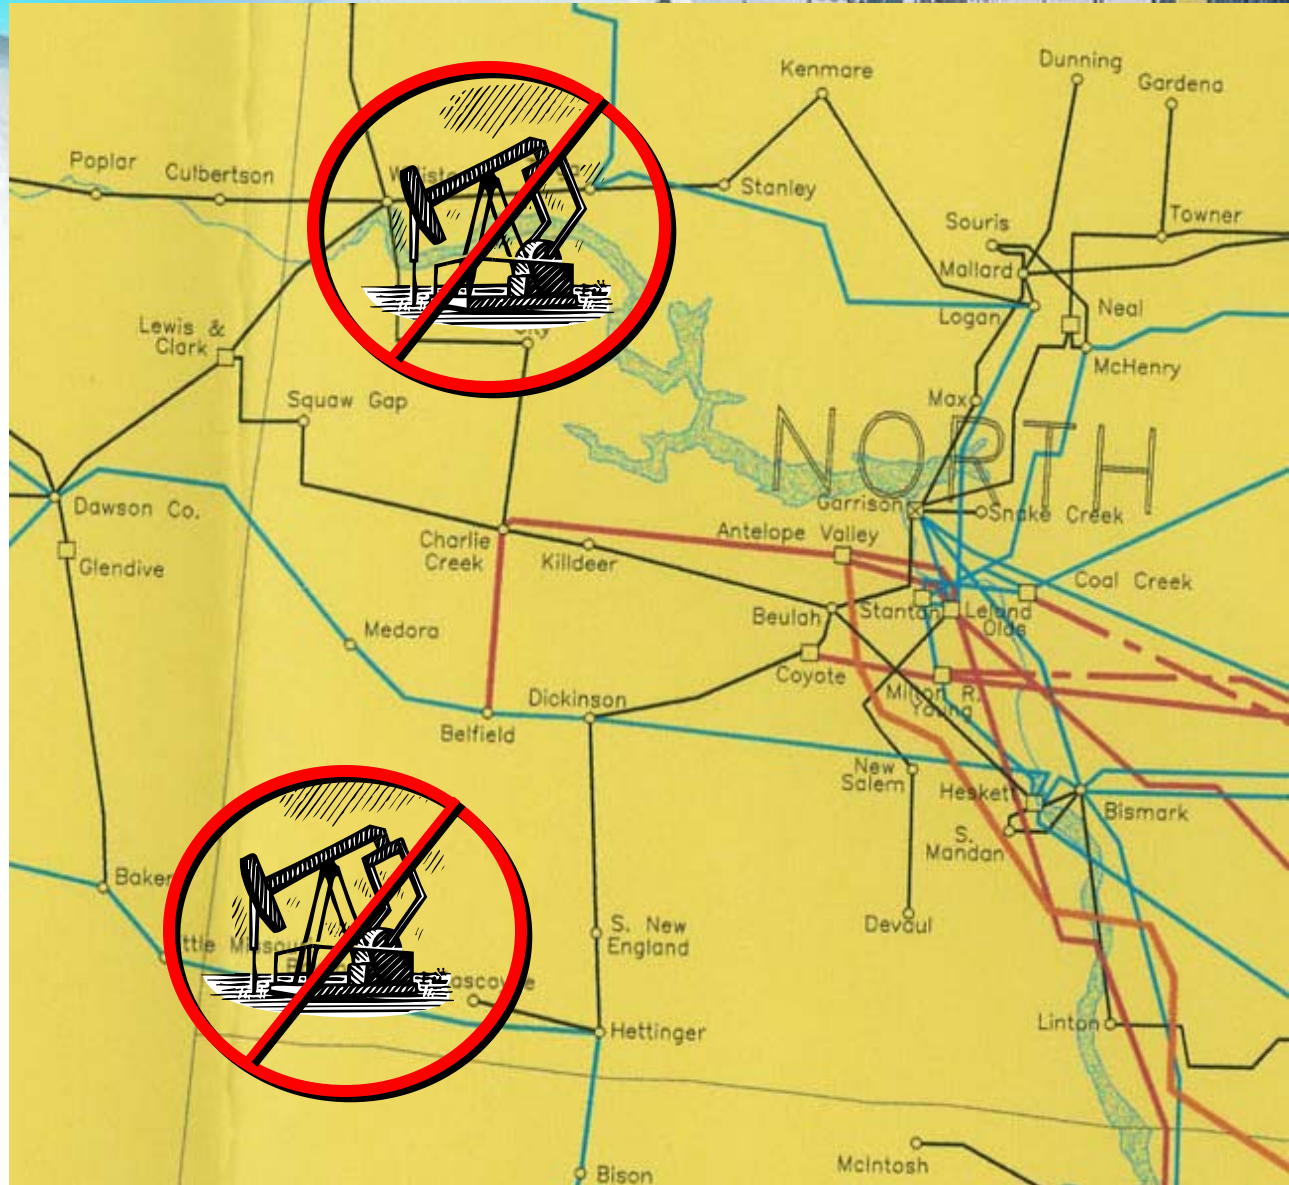 Dunning
Kenmare
Gardena
Poplar
Culbertson
Stanley
Souris
Towner
Mallard
Logan
Neal
Lewis &
Clark
City
McHenry
Squaw Gap
Max
NORTH
Dawson Co.
Garrison
Snake Creek
Antelope Valley
Charlie
Creek
Killdeer
Glendive
Coal Creek
Stanton
Leland
Olds
Beulah
Medora
Coyote
Milton R.
Young
Dickinson
Belfield
New
Salem
Heskett
Bismark
S.
Mandan
Baker
Devaul
S. New
England
Linton
Hettinger
McIntosh
Bison